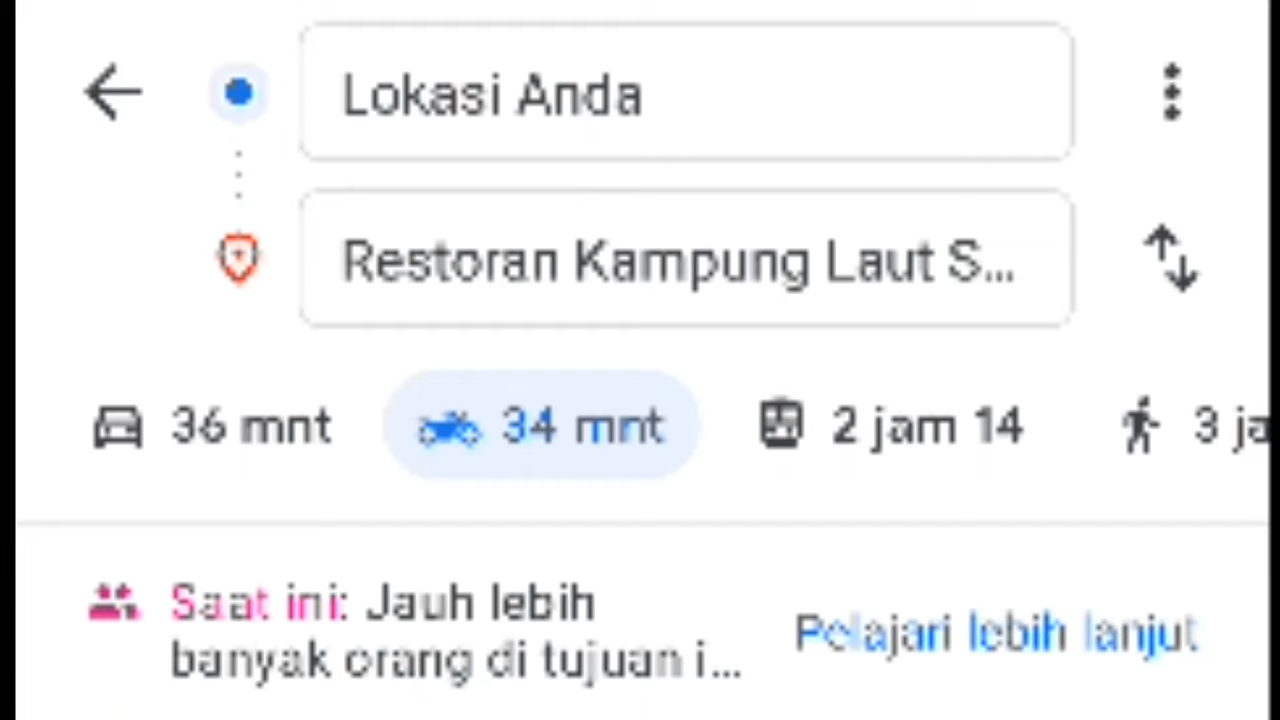 Lokasi Anda
Restoran Kampung Laut S...
36 mnt 34 mnt 2 jam 14 3 ja
Saat ini: Jauh lebih
banyak orang di tujuan i...
Pelajari lebih lanjut